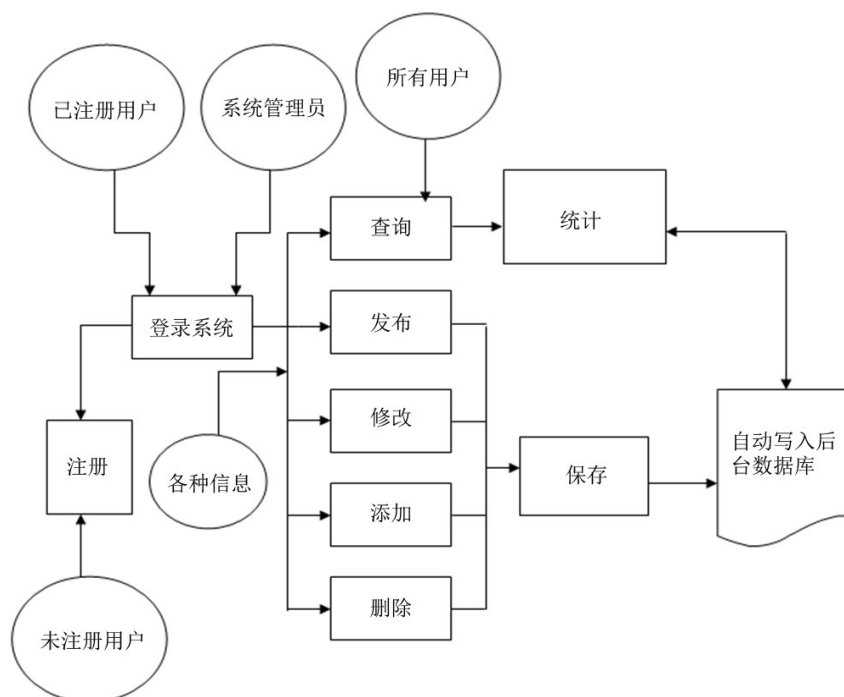 所有用户
已注册用户
系统管理员
查询
统计
登录系统
发布
修改
自动写入后
台数据库
注册
各种信息
保存
添加
删除
未注册用户